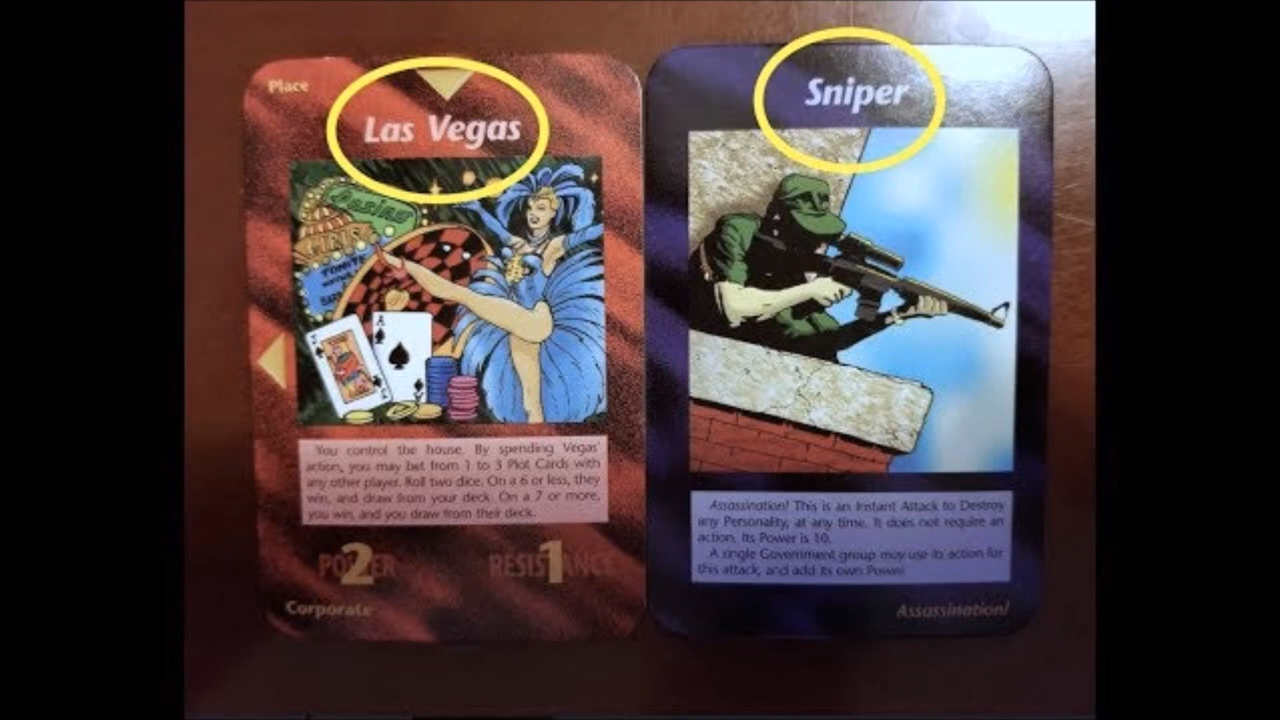 Place
Las Vegas
Casino
TONITE
J
A
You control the house. By spending Vegas'
action, you may bet from 1 to 3 Plot Cards with
any other player. Roll two dice. On a 6 or less, they
win, and draw from your deck. On a 7 or more,
you win, and you draw from their deck.
POWER 2
RESISTANCE 1
Corporate
Sniper
Assassination! This is an Instant Attack to Destroy
any Personality, at any time. It does not require an
action. Its Power is 10.
A single Government group may use its action for
this attack, and add its own Power.
Assassination!